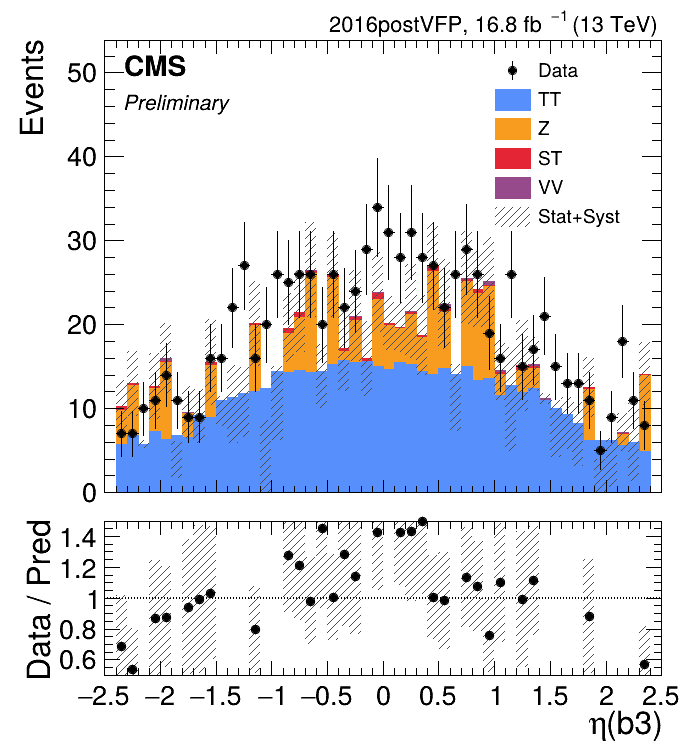 2016postVFP, 16.8 fb ⁻¹ (13 TeV)
Events
50
40
30
20
10
0
CMS
Preliminary
Data
TT
Z
ST
VV
Stat+Syst
Data / Pred
1.4
1.2
1
0.8
0.6
−2.5 −2 −1.5 −1 −0.5 0 0.5 1 1.5 2 2.5
η(b3)